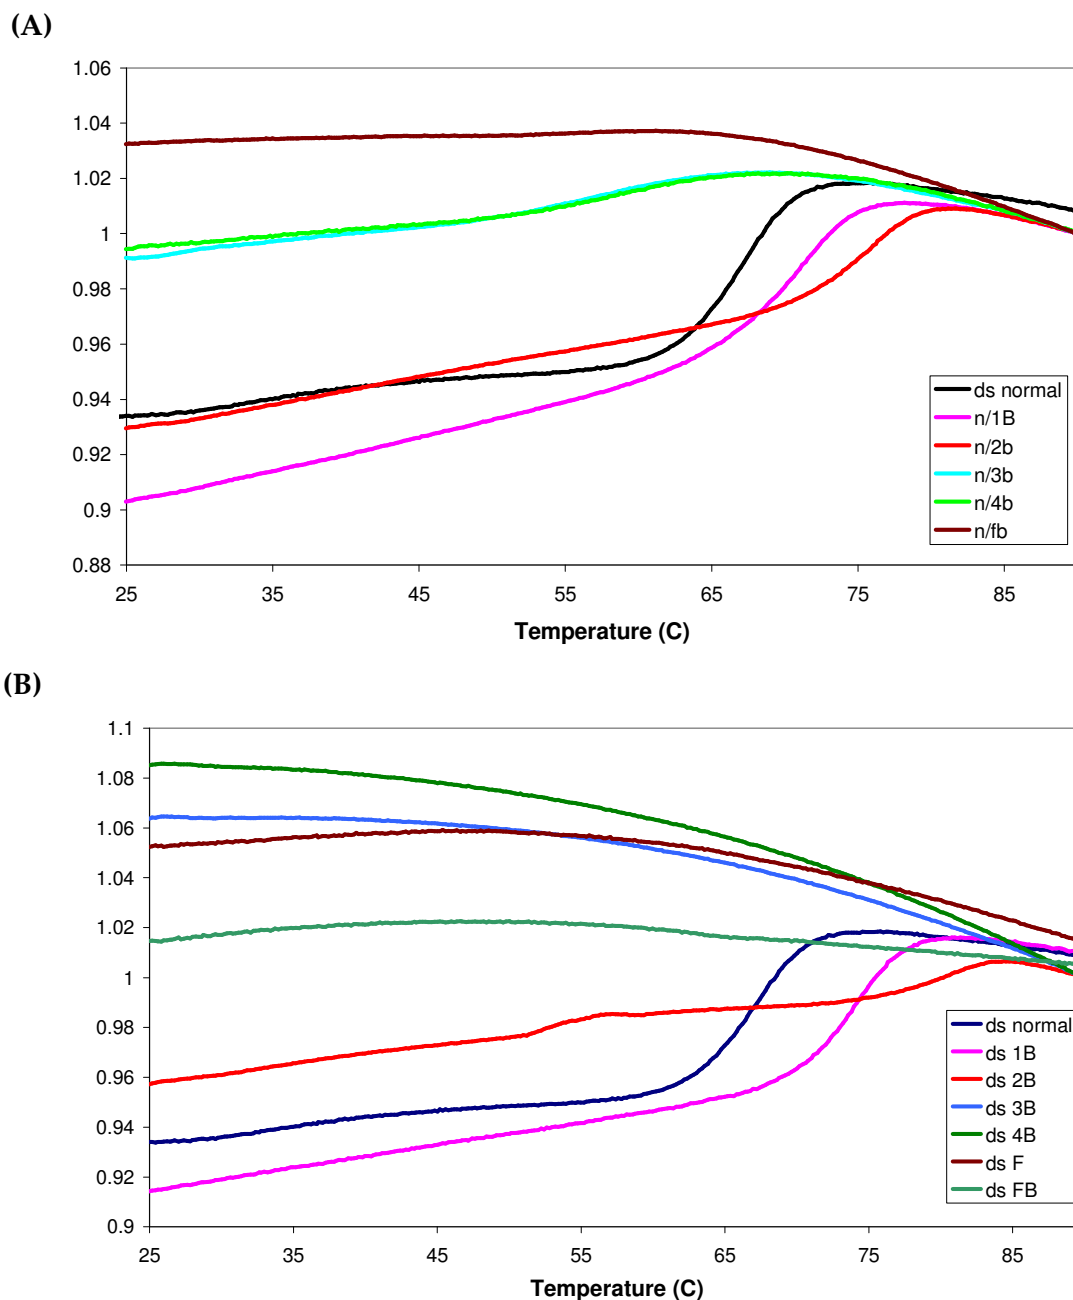 (A)
1.06
1.04
1.02
1
0.98
0.96
0.94
0.92
0.9
0.88
25 35 45 55 65 75 85
Temperature (C)
ds normal
n/1B
n/2b
n/3b
n/4b
n/fb
(B)
1.1
1.08
1.06
1.04
1.02
1
0.98
0.96
0.94
0.92
0.9
25 35 45 55 65 75 85
Temperature (C)
ds normal
ds 1B
ds 2B
ds 3B
ds 4B
ds F
ds FB